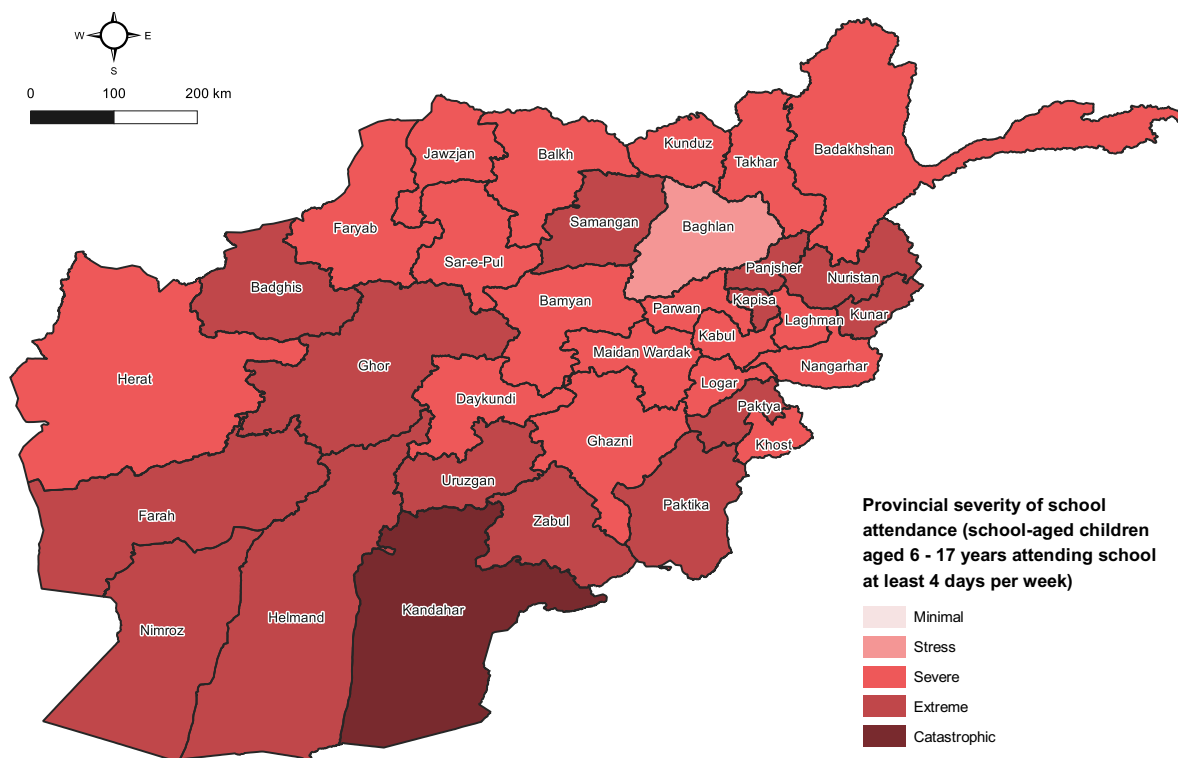 N
W
E
S
0
100
200 km
Jawzjan
Balkh
Kunduz
Takhar
Badakhshan
Faryab
Samangan
Baghlan
Sar-e-Pul
Badghis
Panjsher
Nuristan
Bamyan
Parwan
Kapisa
Laghman
Kunar
Kabul
Maidan Wardak
Nangarhar
Herat
Ghor
Logar
Daykundi
Paktya
Ghazni
Khost
Uruzgan
Farah
Zabul
Paktika
Kandahar
Helmand
Nimroz
Provincial severity of school
attendance (school-aged children
aged 6 - 17 years attending school
at least 4 days per week)
Minimal
Stress
Severe
Extreme
Catastrophic